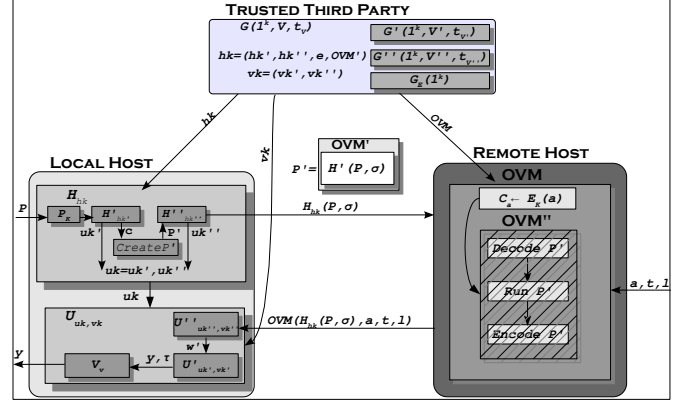 TRUSTED THIRD PARTY
G(1^k,V,t_V)
G'(1^k,V',t_V')
hk=(hk',hk'',e,OVM')
G''(1^k,V'',t_V'')
vk=(vk',vk'')
G_E(1^k)
hk
vk
OVM
OVM'
P'=
H'(P,σ)
LOCAL HOST
REMOTE HOST
OVM
H_hk
C_a ← E_K(a)
P
P_K
H'_hk'
H''_hk''
H_hk(P,σ)
OVM''
uk'
c
P'
uk''
CreateP'
Decode P'
uk=uk',uk''
Run P'
a,t,l
uk
U_uk,vk
U''_uk'',vk''
OVM(H_hk(P,σ),a,t,l)
Encode P'
w'
y
V_v
y,τ
U'_uk',vk'